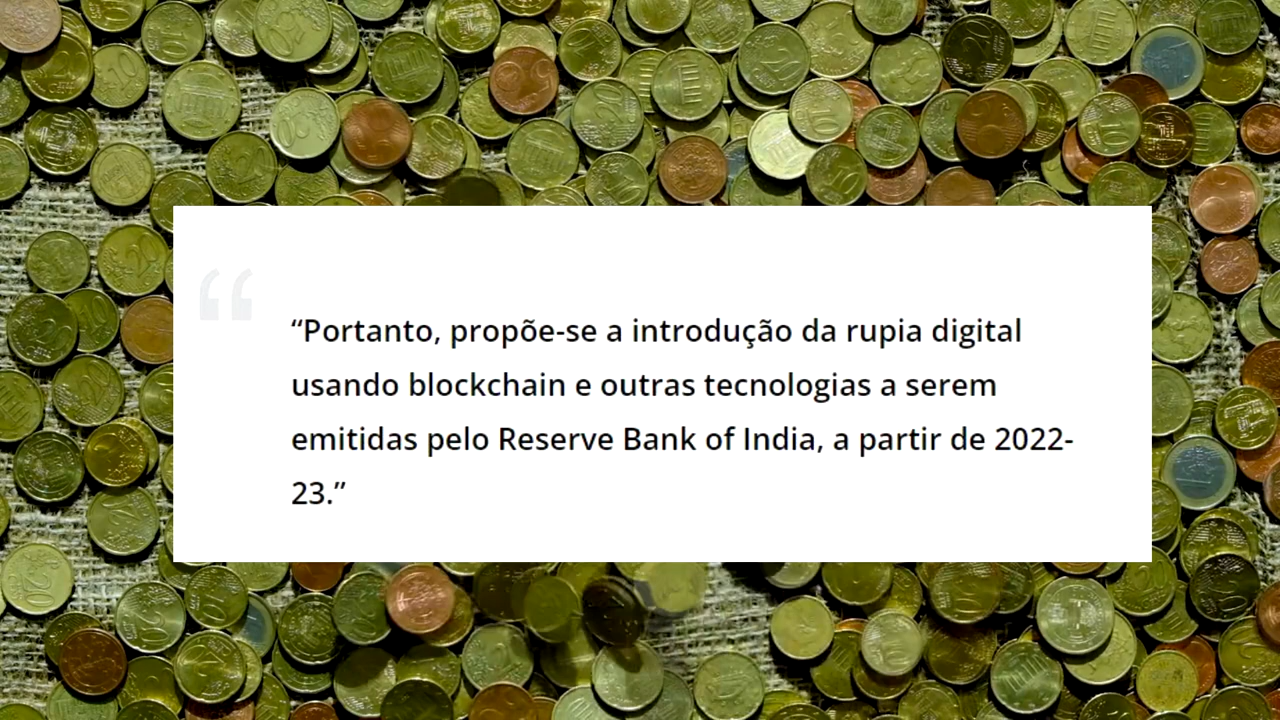 “Portanto, propõe-se a introdução da rupia digital
usando blockchain e outras tecnologias a serem
emitidas pelo Reserve Bank of India, a partir de 2022-
23.”